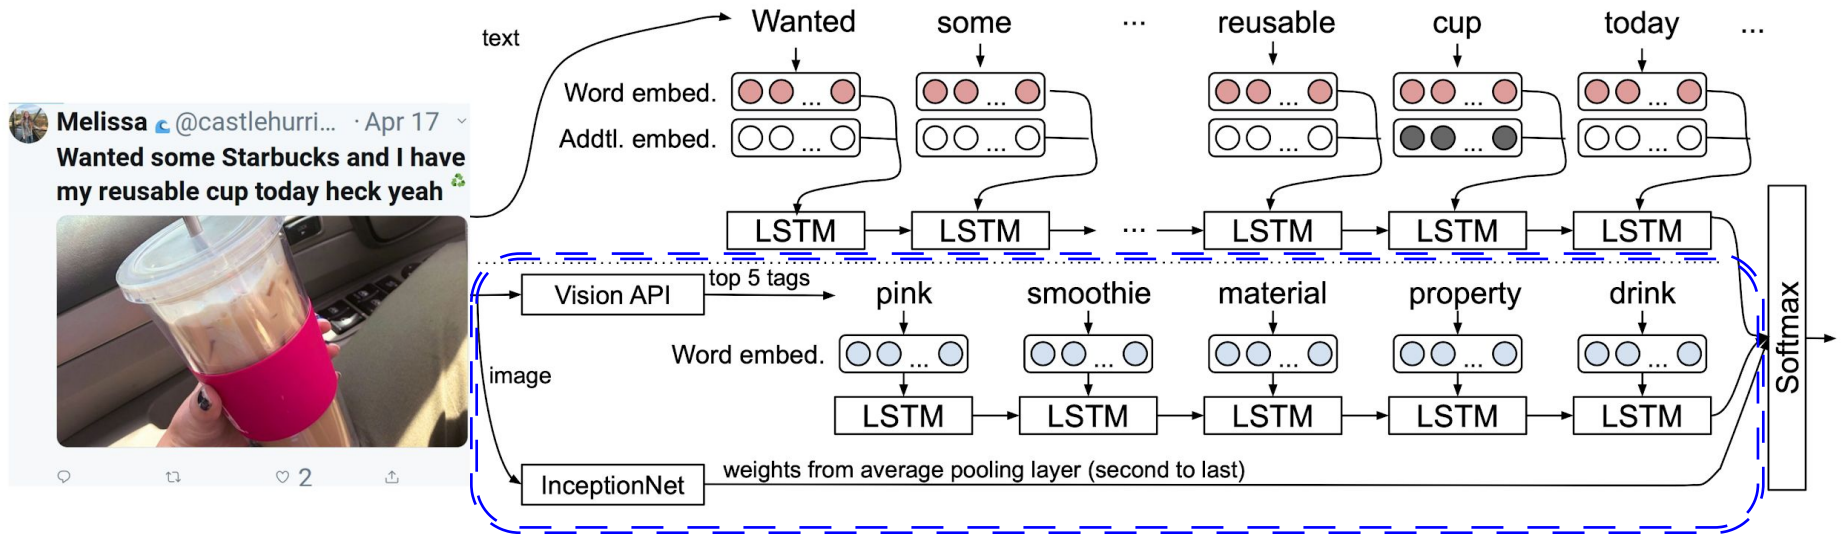 text
Wanted some ... reusable cup today ...
Word embed. ... ... ... ... ...
Addtl. embed. ... ... ... ... ...
Melissa @castlehurri... · Apr 17
Wanted some Starbucks and I have
my reusable cup today heck yeah
2
LSTM LSTM ... LSTM LSTM LSTM
Vision API top 5 tags pink smoothie material property drink
Word embed. ... ... ... ... ...
image
LSTM LSTM LSTM LSTM LSTM
InceptionNet weights from average pooling layer (second to last)
Softmax